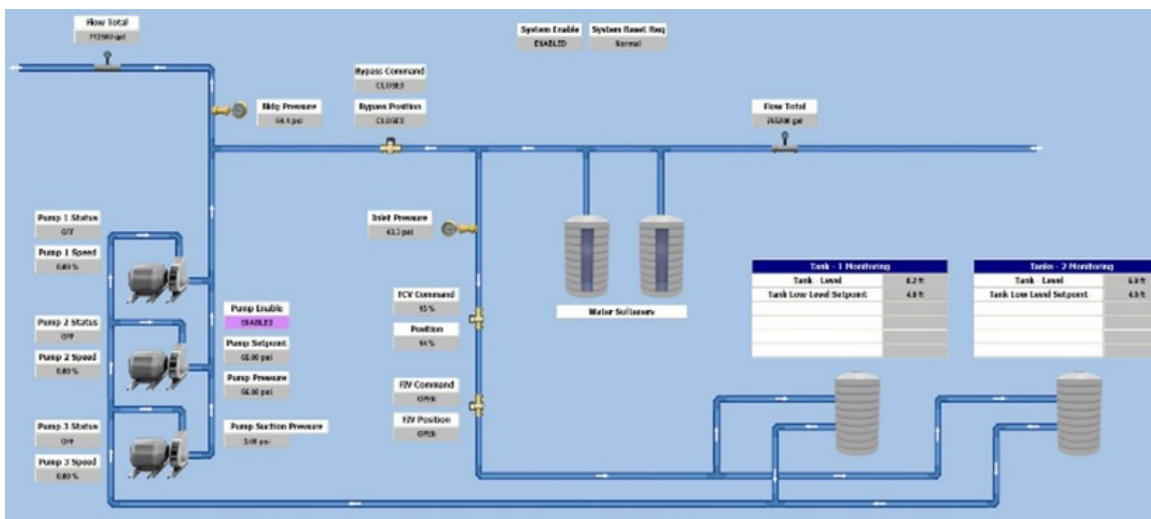 Flow Total
System Enable
System Reset Req
ENABLED
Normal
Bypass Command
CLOSED
Bldg Pressure
Bypass Position
Flow Total
CLOSED
Pump 1 Status
Inlet Pressure
OFF
Pump 1 Speed
0.00 %
Tank - 1 Monitoring
Tank - 2 Monitoring
Tank - Level
Tank - Level
FCV Command
Tank Low Level Setpoint
Tank Low Level Setpoint
Pump Enable
Water Softeners
Pump 2 Status
ENABLED
Position
OFF
Pump Setpoint
Pump 2 Speed
0.00 %
Pump Pressure
FIV Command
OPEN
Pump 3 Status
Pump Suction Pressure
FIV Position
OFF
OPEN
Pump 3 Speed
0.00 %